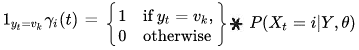 1_{y_t=v_k} γ_i(t) = { 1 if y_t = v_k, 0 otherwise } * P(X_t = i|Y, θ)